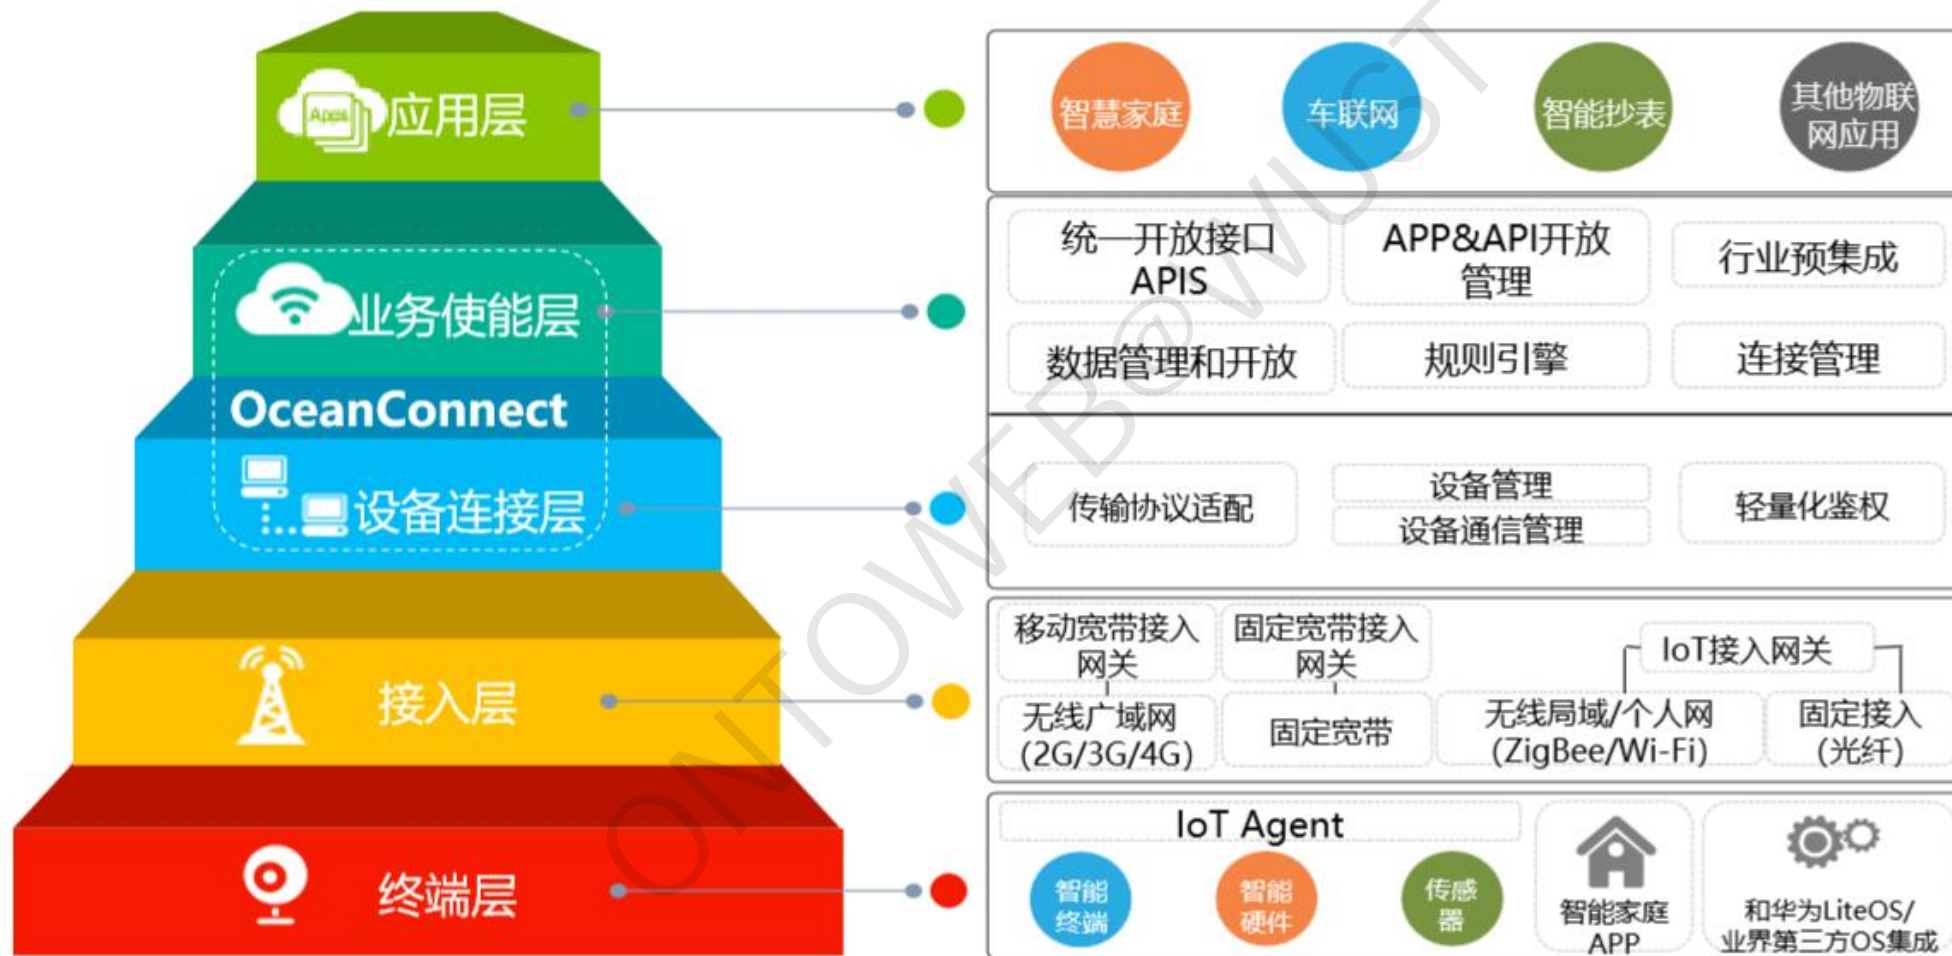 Apps
应用层
智慧家庭
车联网
智能抄表
其他物联
网应用
业务使能层
统一开放接口
APIS
APP&API开放
管理
行业预集成
数据管理和开放
规则引擎
连接管理
OceanConnect
设备连接层
传输协议适配
设备管理
设备通信管理
轻量化鉴权
接入层
移动宽带接入
网关
固定宽带接入
网关
IoT接入网关
无线广域网
(2G/3G/4G)
固定宽带
无线局域/个人网
(ZigBee/Wi-Fi)
固定接入
(光纤)
终端层
IoT Agent
智能
终端
智能
硬件
传感
器
智能家庭
APP
和华为LiteOS/
业界第三方OS集成
ONTOWEB@WUST